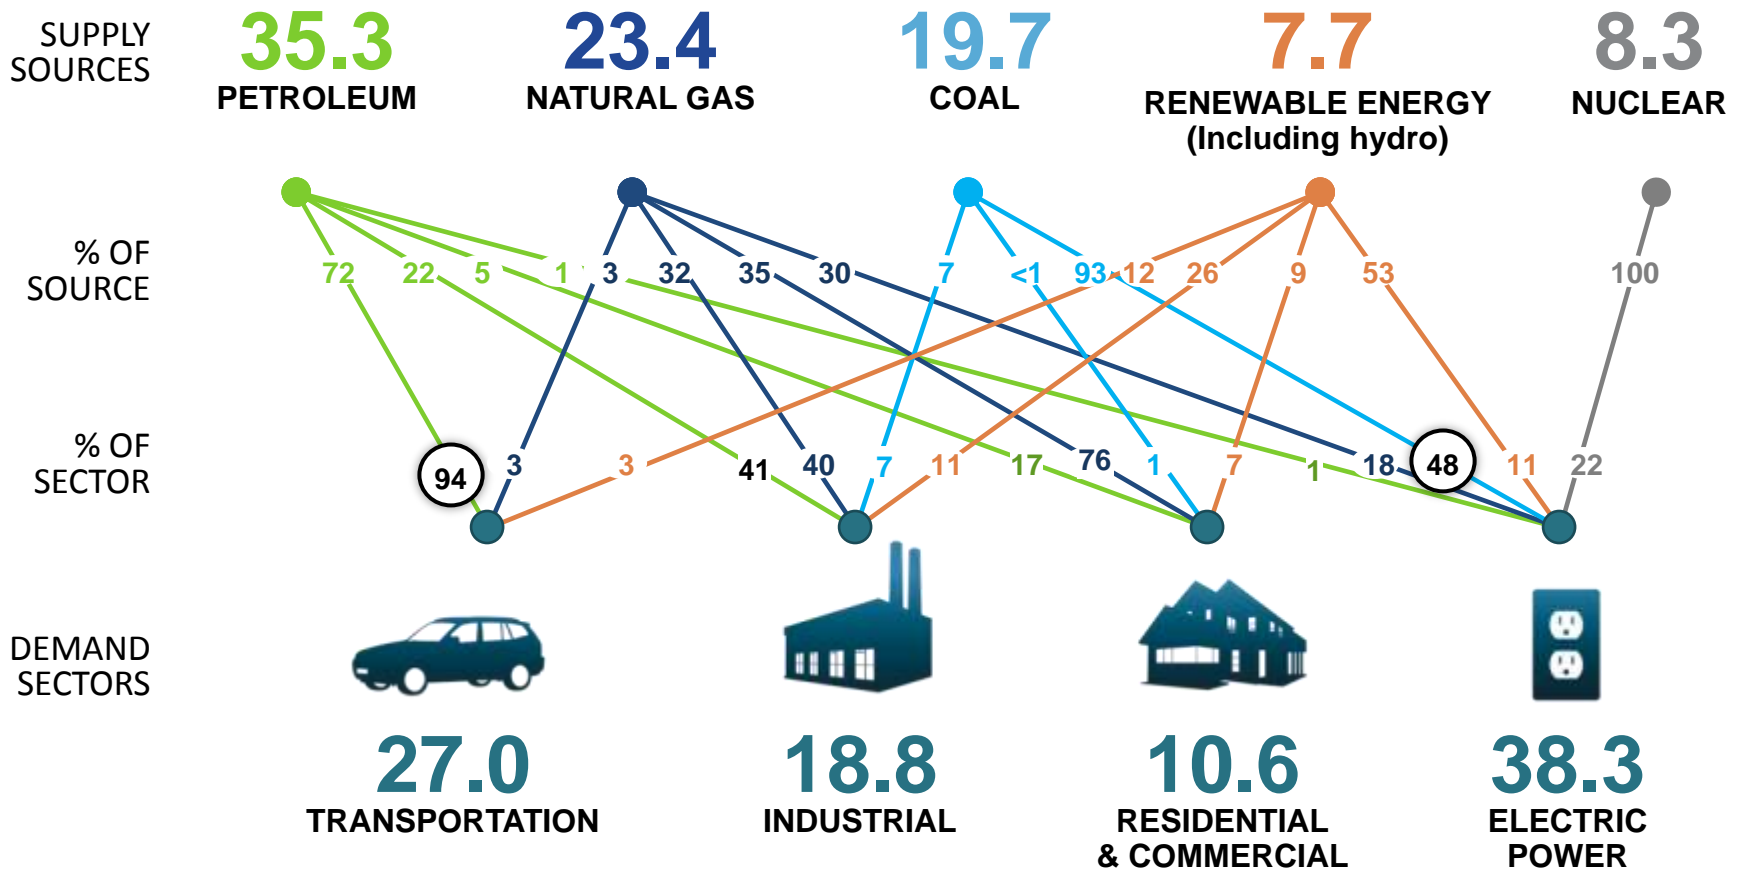 SUPPLY
SOURCES
35.3
PETROLEUM
23.4
NATURAL GAS
19.7
COAL
7.7
RENEWABLE ENERGY
(Including hydro)
8.3
NUCLEAR
% OF
SOURCE
72 22 5 1 3 32 35 30 7 <1 93 12 26 9 53 100
% OF
SECTOR
94 3 3 41 40 7 11 17 76 1 7 1 18 48 11 22
DEMAND
SECTORS
27.0
TRANSPORTATION
18.8
INDUSTRIAL
10.6
RESIDENTIAL
& COMMERCIAL
38.3
ELECTRIC
POWER